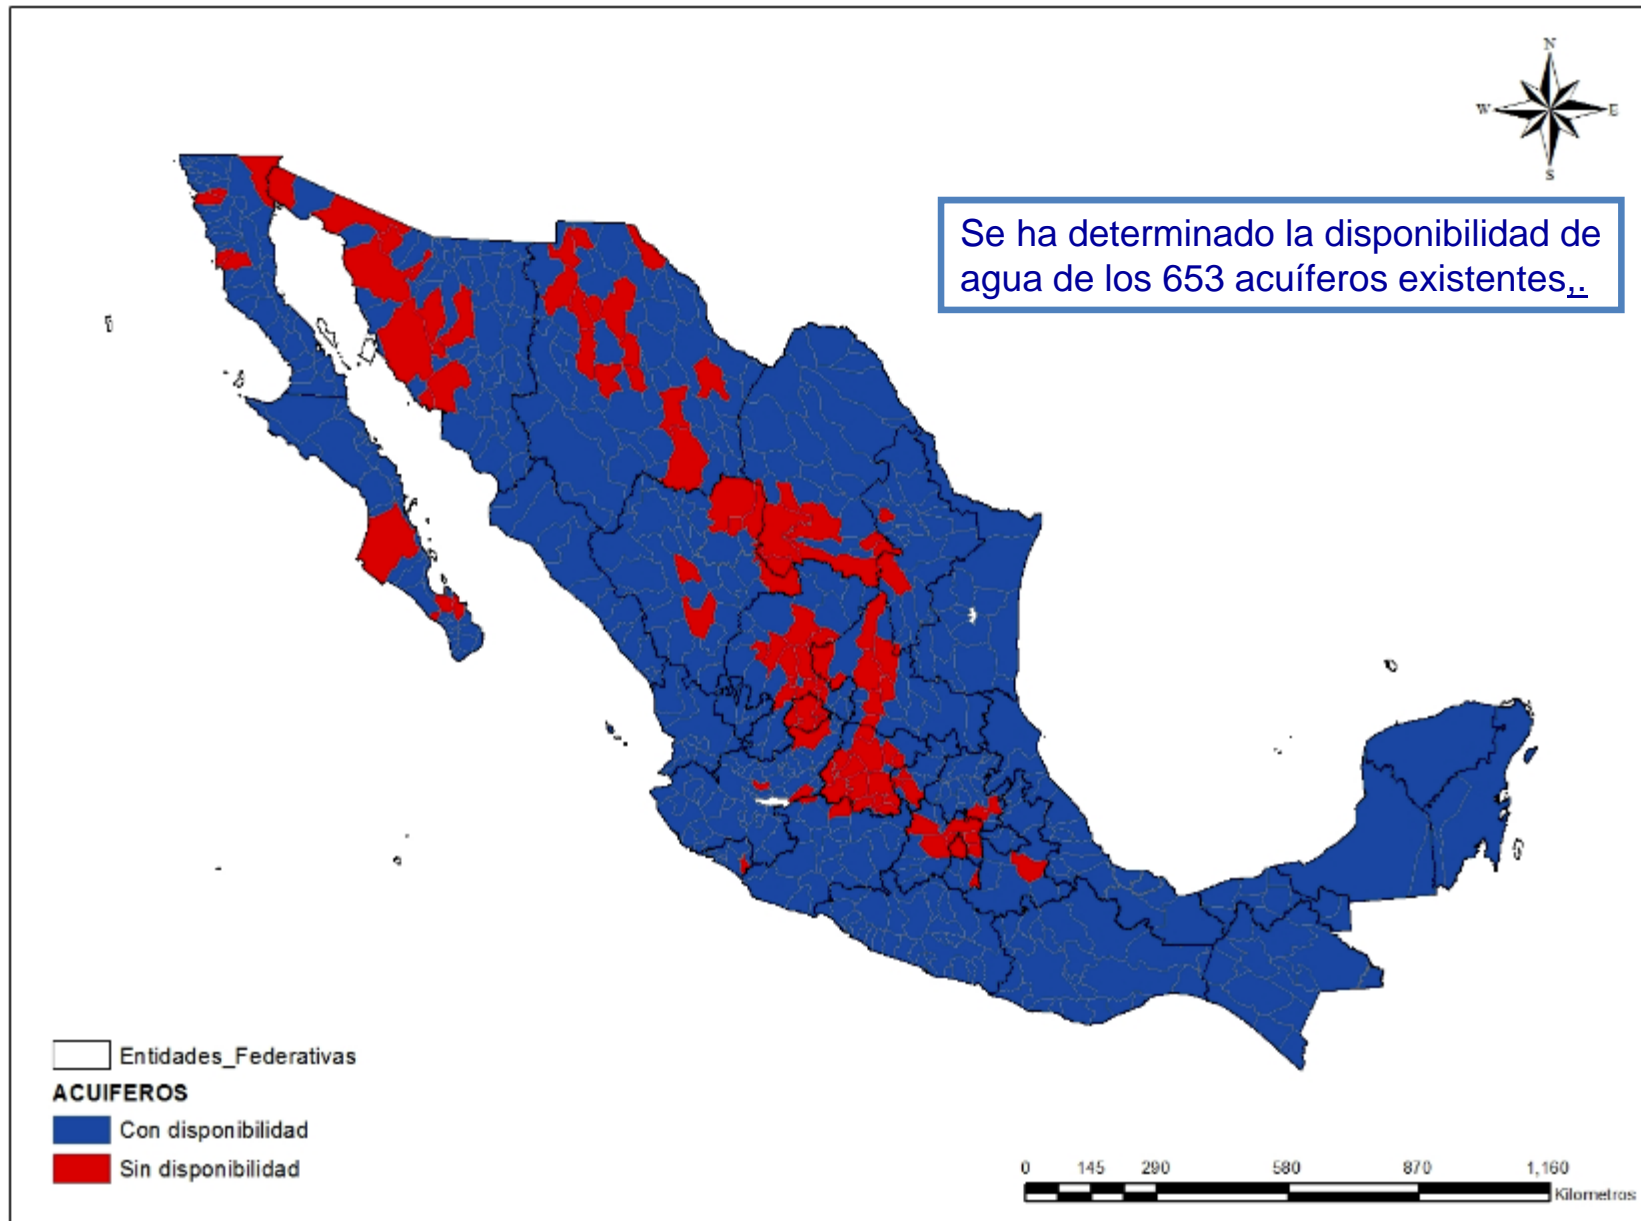 N
W E
S
Se ha determinado la disponibilidad de
agua de los 653 acuíferos existentes,.
Entidades_Federativas
ACUIFEROS
Con disponibilidad
Sin disponibilidad
0 145 290 580 870 1,160
Kilometros